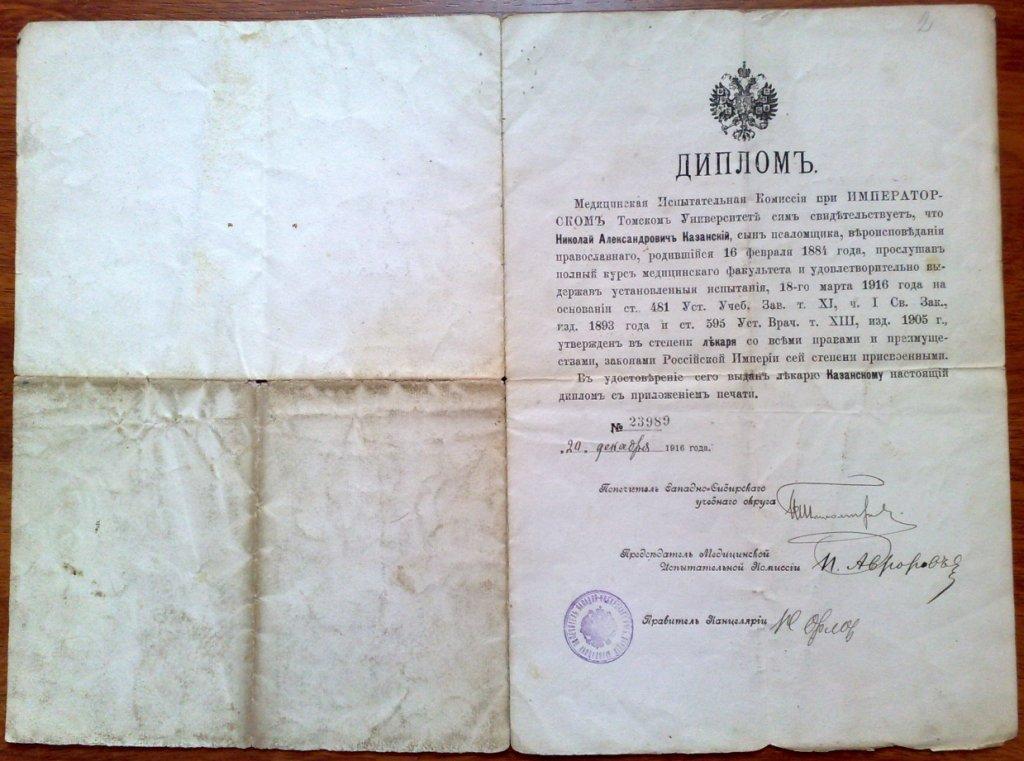 2
ДИПЛОМЪ.
Медицинская Испытательная Комиссія при ИМПЕРАТОР-
СКОМЪ Томскомъ Университетѣ симъ свидѣтельствуетъ, что
Николай Александровичъ Казанскій, сынъ псаломщика, вѣроисповѣданія
православнаго, родившійся 16 февраля 1884 года, прослушавъ
полный курсъ медицинскаго факультета и удовлетворительно вы-
державъ установленныя испытанія, 18-го марта 1916 года на
основаніи ст. 481 Уст. Учеб. Зав. т. XI, ч. I Св. Зак.,
изд. 1893 года и ст. 595 Уст. Врач. т. XIII, изд. 1905 г.,
утвержденъ въ степени лѣкаря со всѣми правами и преимуще-
ствами, законами Россійской Имперіи сей степени присвоенными.
Въ удостовѣреніе сего выданъ лѣкарю Казанскому настоящій
дипломъ съ приложеніемъ печати.
№ 23989
20 декабря 1916 года.
Попечитель Западно-Сибирскаго
учебнаго округа
Предсѣдатель Медицинской
Испытательной Комиссіи И. Авроровъ
Правитель Канцеляріи Орлов